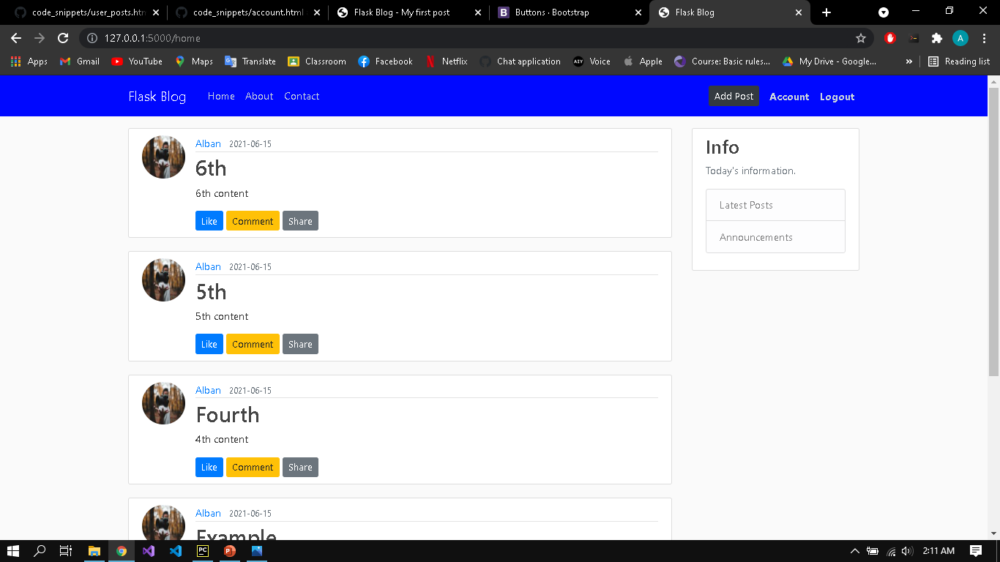 code_snippets/user_posts.htm
code_snippets/account.html
Flask Blog - My first post
Buttons · Bootstrap
Flask Blog
127.0.0.1:5000/home
Apps Gmail YouTube Maps Translate Classroom Facebook Netflix Chat application Voice Apple Course: Basic rules... My Drive - Google... » Reading list
Flask Blog Home About Contact Add Post Account Logout
Alban 2021-06-15
6th
6th content
Like Comment Share
Alban 2021-06-15
5th
5th content
Like Comment Share
Alban 2021-06-15
Fourth
4th content
Like Comment Share
Alban 2021-06-15
Example
Info
Today's information.
Latest Posts
Announcements
2:11 AM